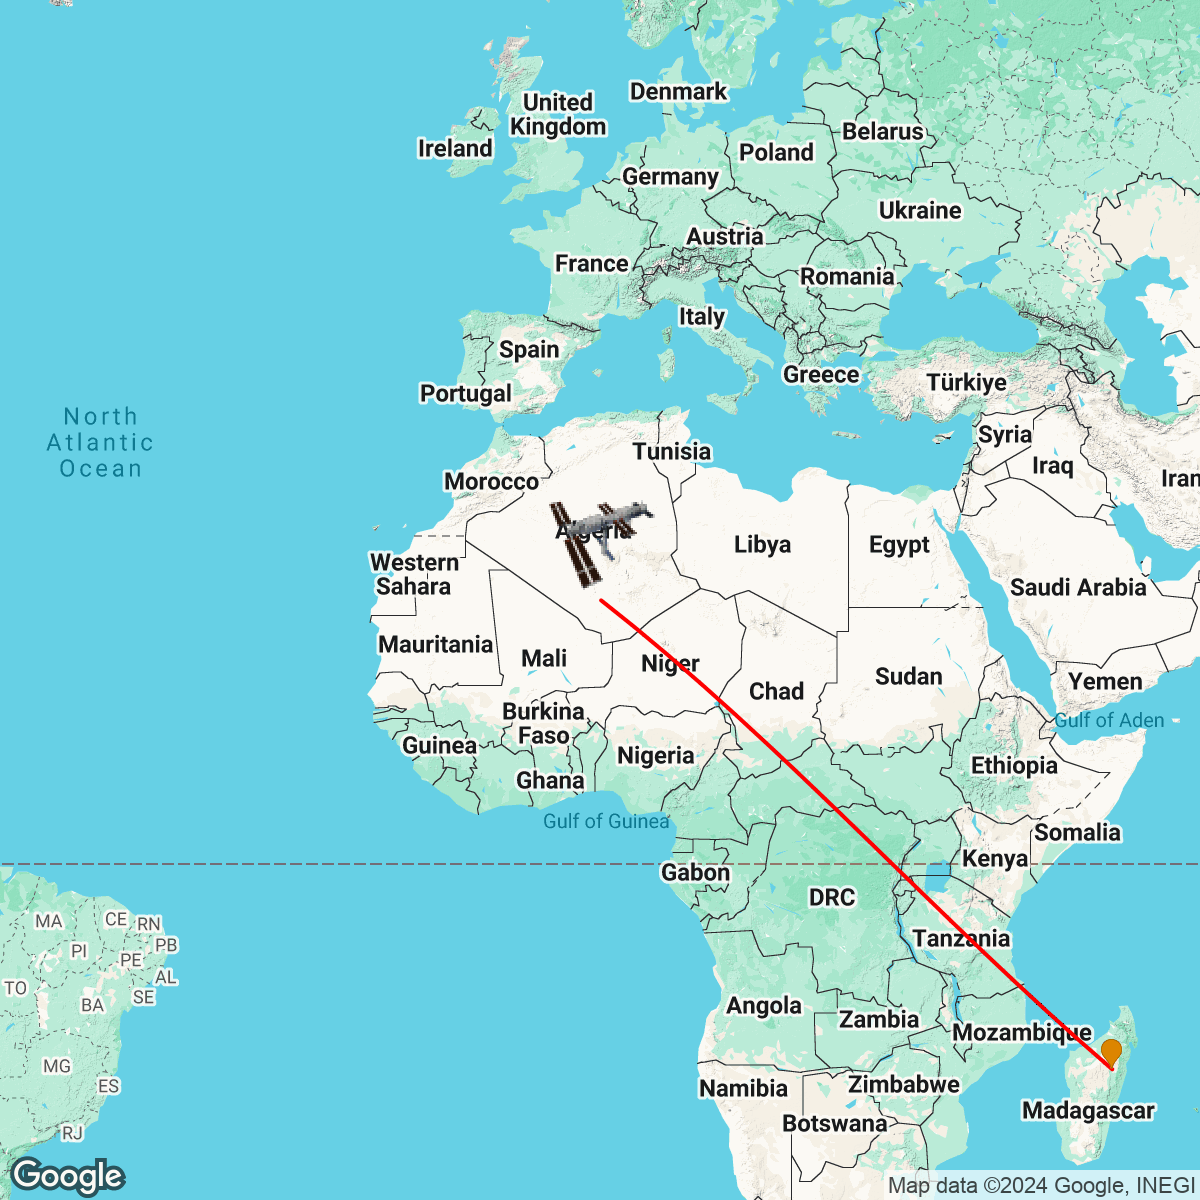 Denmark
United
Kingdom
Belarus
Ireland
Poland
Germany
Ukraine
Austria
France
Romania
Italy
Spain
Greece
Türkiye
Portugal
North
Atlantic
Ocean
Syria
Tunisia
Iraq
Iran
Morocco
Algeria
Libya
Egypt
Western
Sahara
Saudi Arabia
Mauritania
Mali
Niger
Sudan
Yemen
Chad
Burkina
Faso
Gulf of Aden
Guinea
Nigeria
Ethiopia
Ghana
Gulf of Guinea
Somalia
Kenya
Gabon
DRC
MA
CE
RN
Tanzania
PB
PI
PE
AL
TO
SE
BA
Angola
Zambia
Mozambique
MG
ES
Namibia
Zimbabwe
Madagascar
Botswana
RJ
Google
Map data ©2024 Google, INEGI